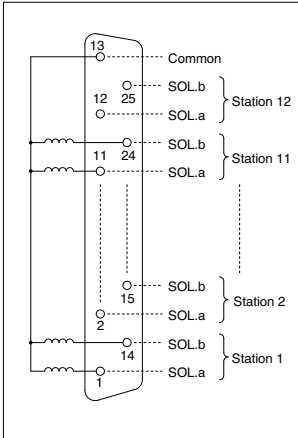 13 Common
25 SOL.b
12 SOL.a
Station 12
24 SOL.b
11 SOL.a
Station 11
15 SOL.b
2 SOL.a
Station 2
14 SOL.b
1 SOL.a
Station 1